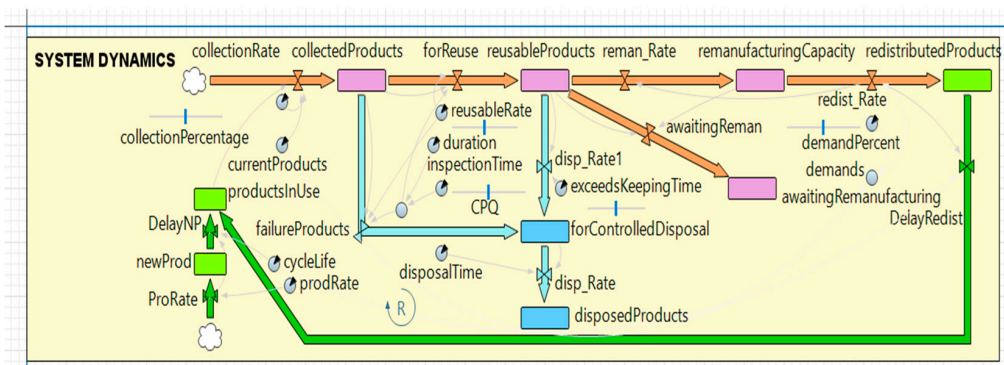 SYSTEM DYNAMICS
collectionRate
collectedProducts
forReuse
reusableProducts
reman_Rate
remanufacturingCapacity
redistributedProducts
collectionPercentage
currentProducts
reusableRate
duration
inspectionTime
CPQ
disp_Rate1
exceedsKeepingTime
awaitingReman
redist_Rate
demandPercent
demands
awaitingRemanufacturing
DelayRedist
productsInUse
DelayNP
failureProducts
forControlledDisposal
newProd
cycleLife
prodRate
disposalTime
disp_Rate
ProRate
R
disposedProducts